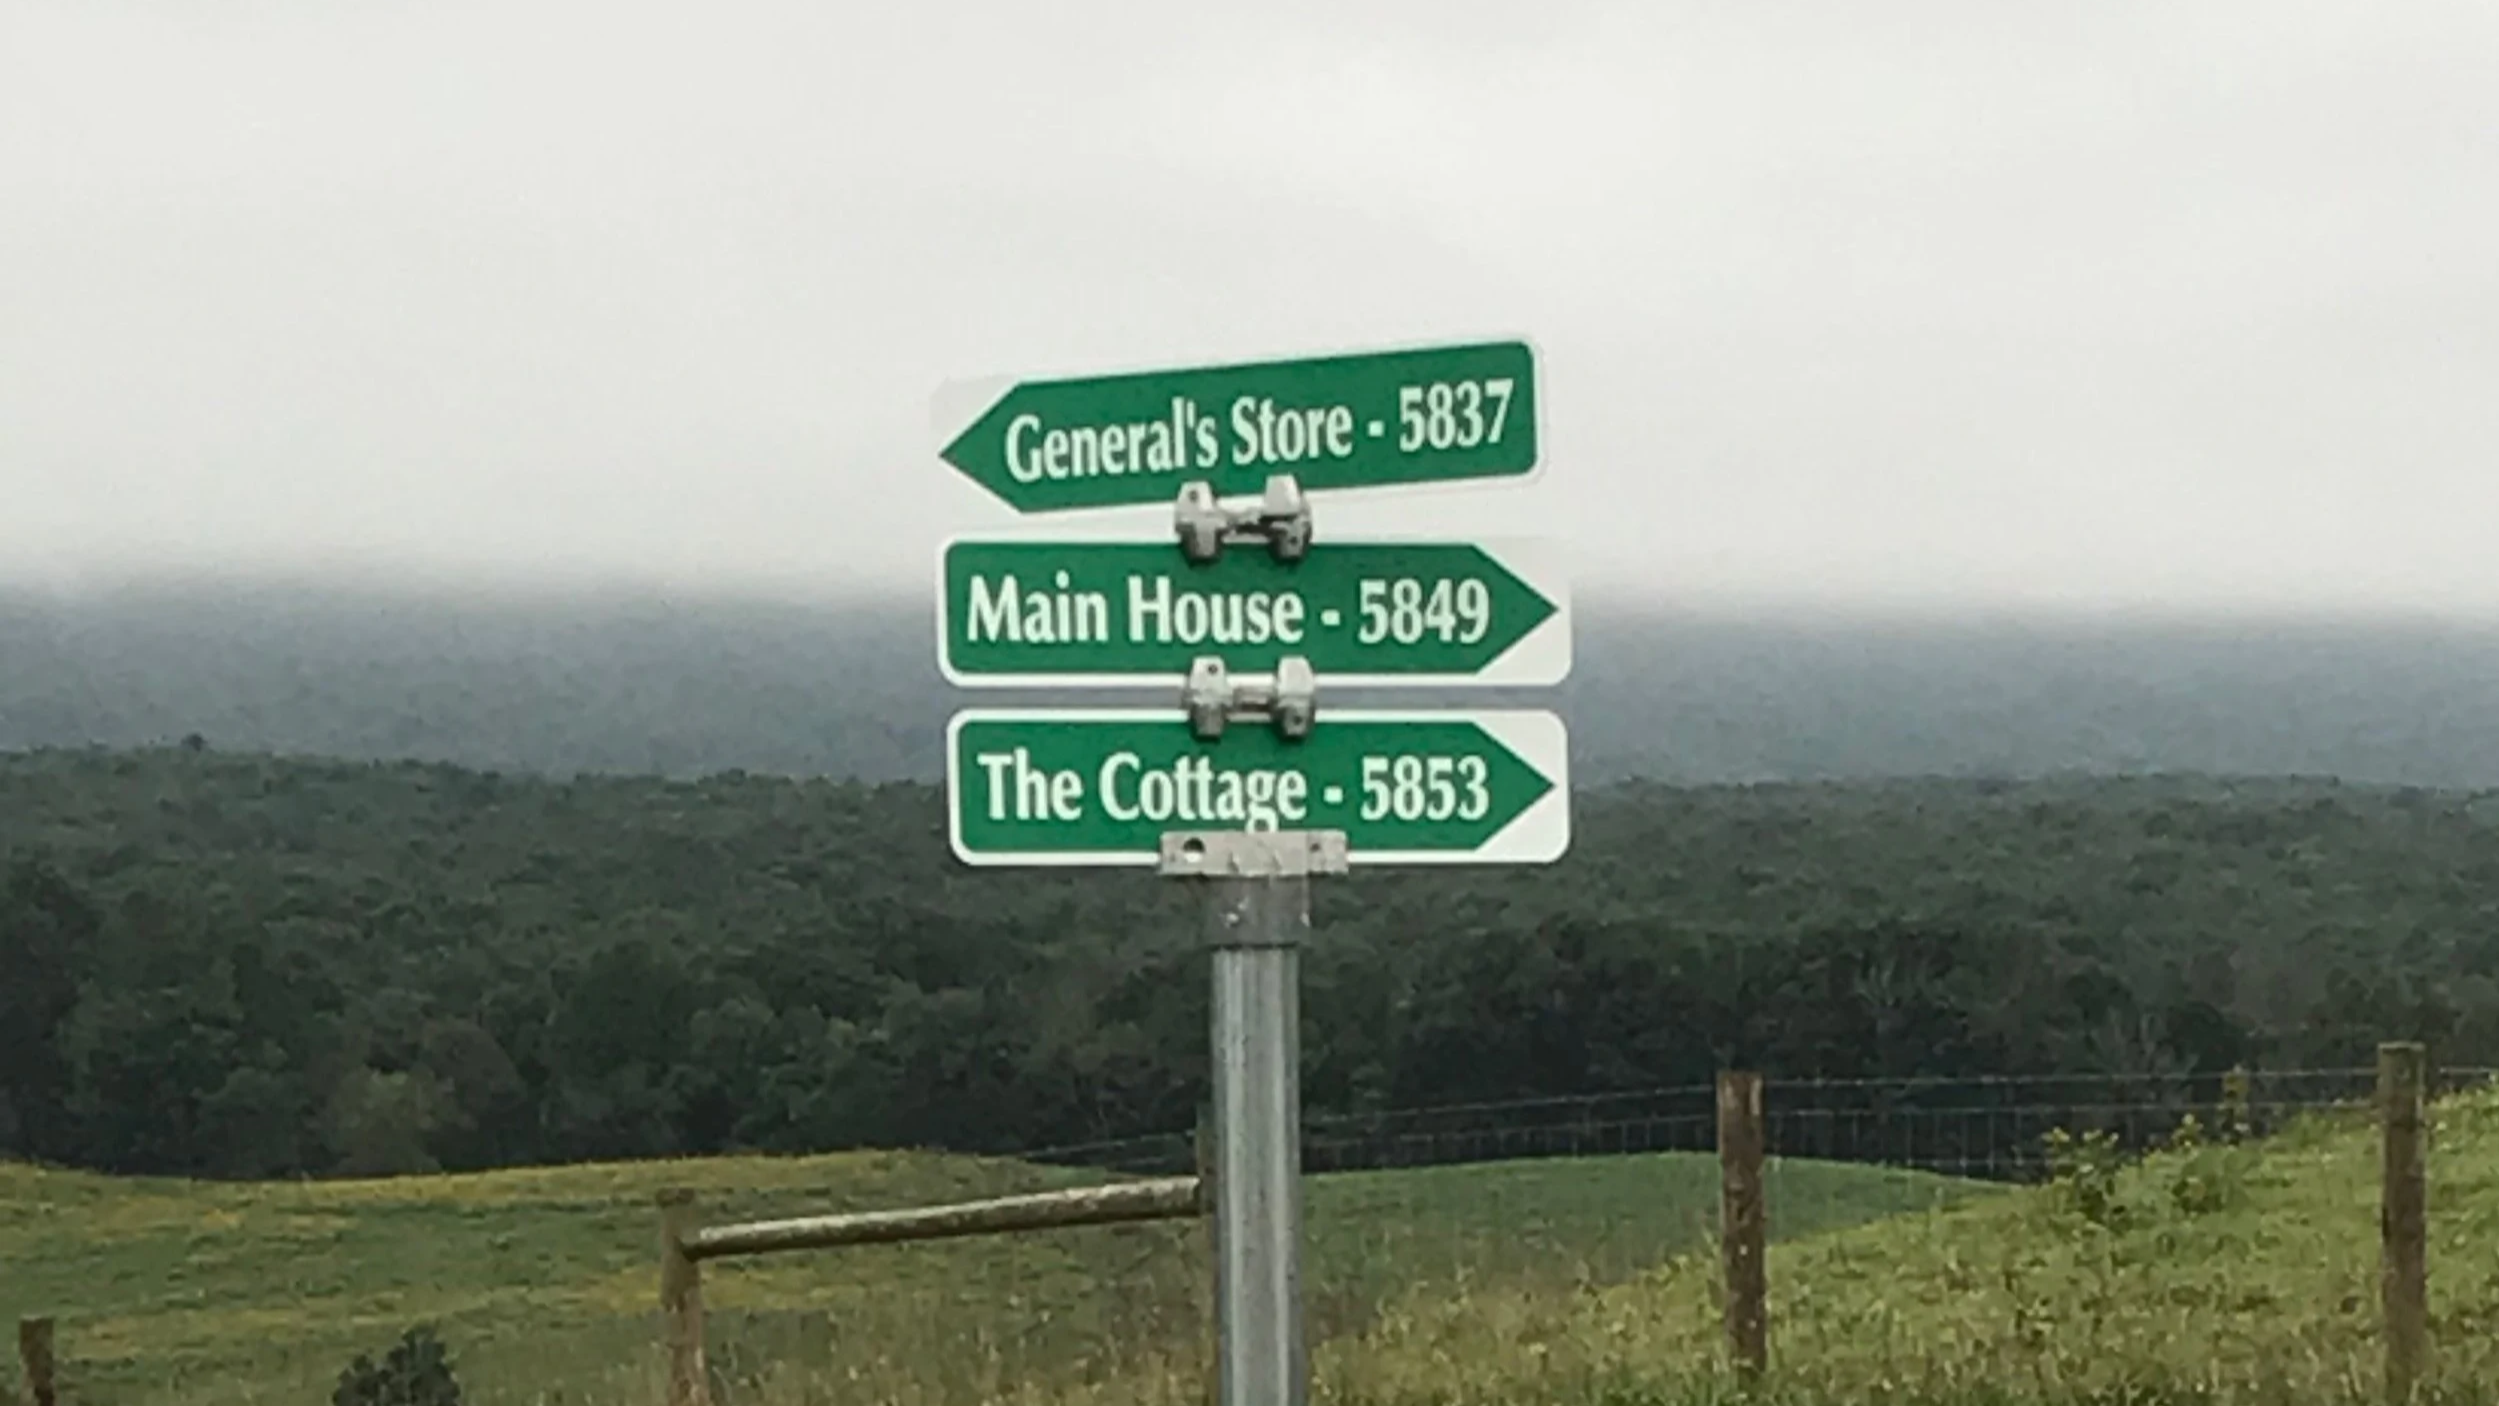 General's Store - 5837
Main House - 5849
The Cottage - 5853